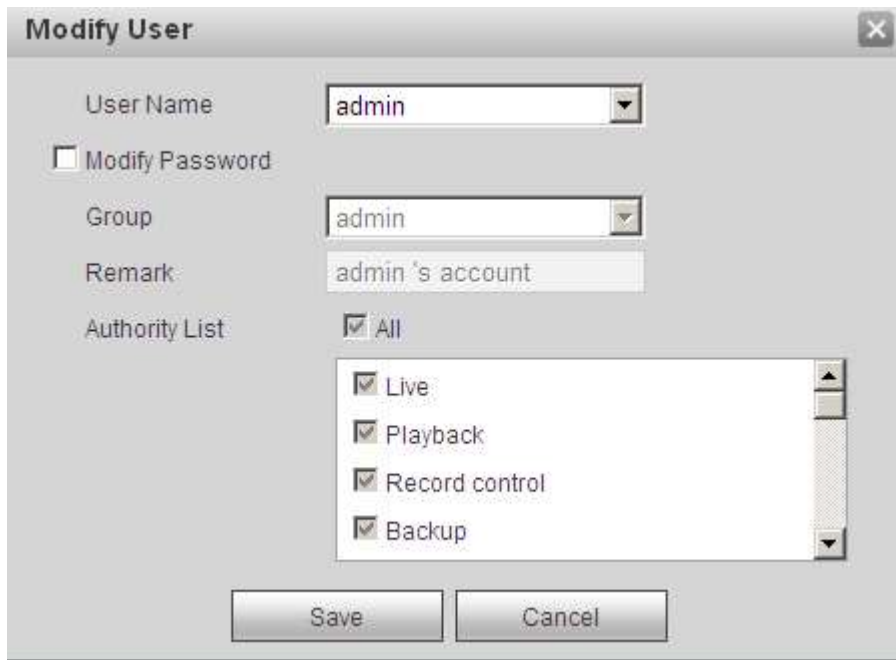 Modify User
User Name admin
Modify Password
Group admin
Remark admin 's account
Authority List All
Live
Playback
Record control
Backup
Save Cancel